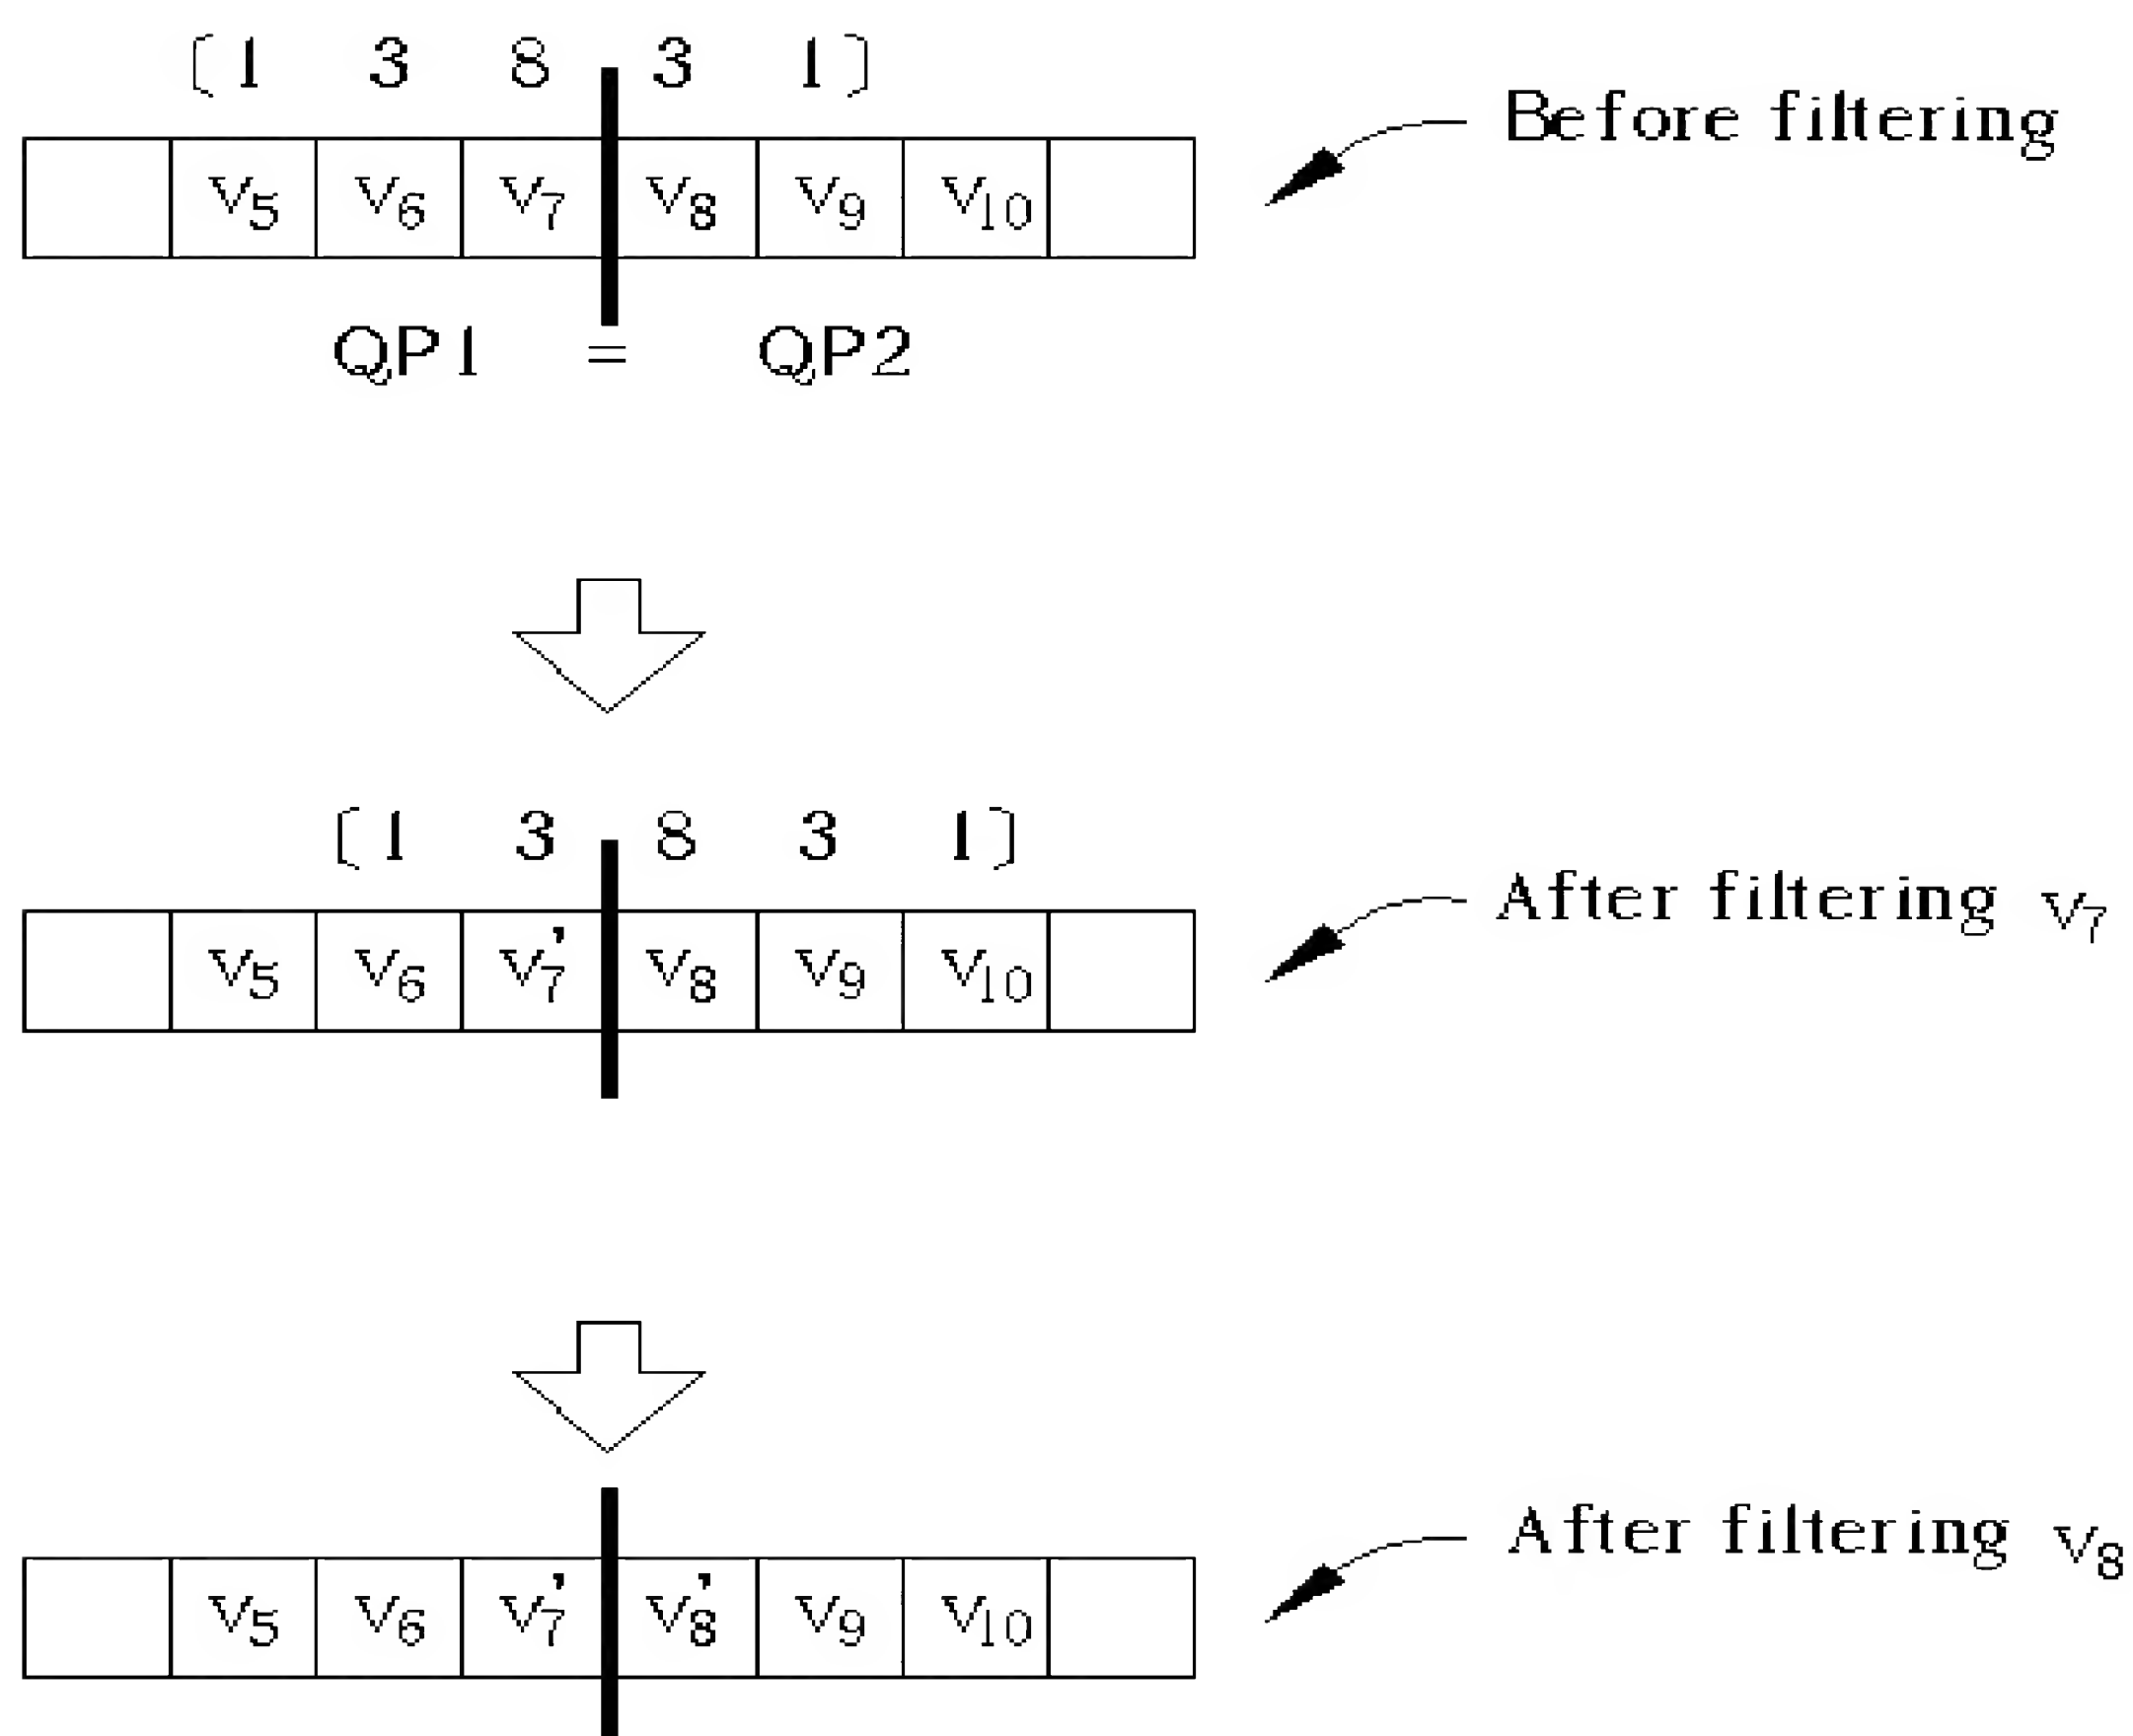 [1 3 8 3 1]
Before filtering
V5 V6 V7 V8 V9 V10
QP1 = QP2
[1 3 8 3 1]
After filtering V7
V5 V6 V7' V8 V9 V10
After filtering V8
V5 V6 V7' V8' V9 V10